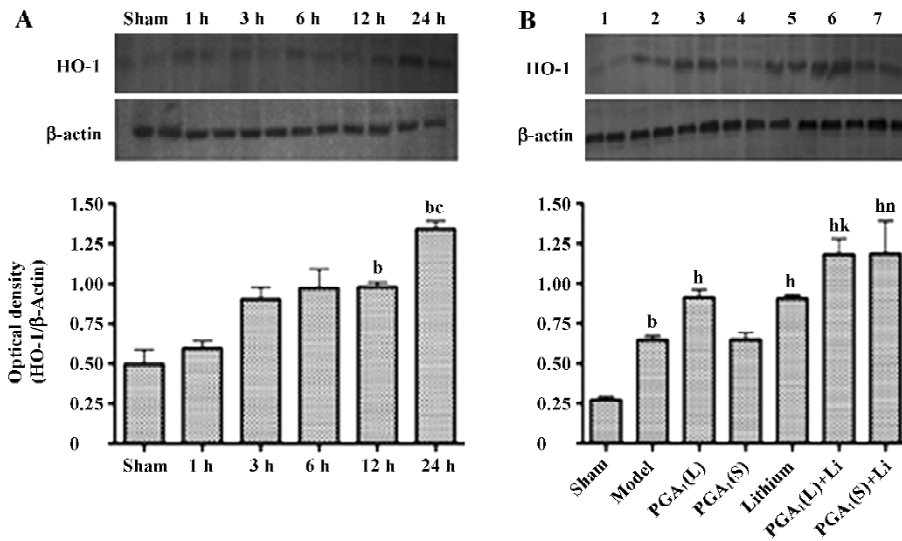 A
Sham 1 h 3 h 6 h 12 h 24 h
HO-1
β-actin
Optical density
(HO-1/β-Actin)
1.50
1.25
1.00
0.75
0.50
0.25
0
b
bc
Sham 1 h 3 h 6 h 12 h 24 h
B
1 2 3 4 5 6 7
HO-1
β-actin
1.50
1.25
1.00
0.75
0.50
0.25
0
b
h
h
hk
hn
Sham
Model
PGA₁(L)
PGA₁(S)
Lithium
PGA₁(L)+Li
PGA₁(S)+Li